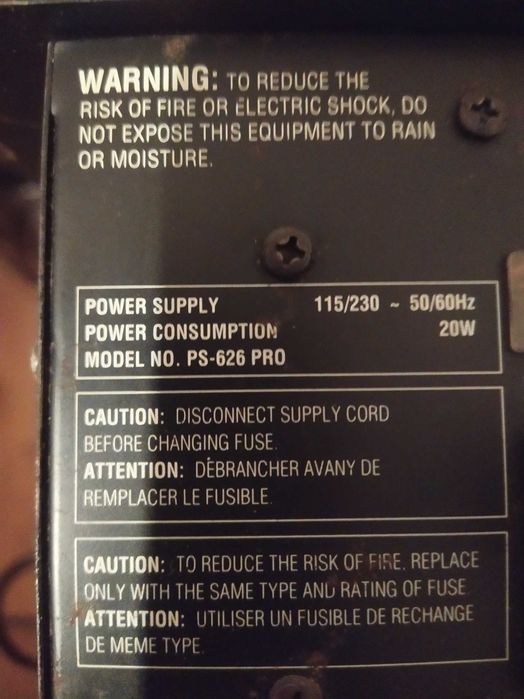 WARNING: TO REDUCE THE
RISK OF FIRE OR ELECTRIC SHOCK, DO
NOT EXPOSE THIS EQUIPMENT TO RAIN
OR MOISTURE.
POWER SUPPLY 115/230 ~ 50/60Hz
POWER CONSUMPTION 20W
MODEL NO. PS-626 PRO
CAUTION: DISCONNECT SUPPLY CORD
BEFORE CHANGING FUSE.
ATTENTION: DÉBRANCHER AVANY DE
REMPLACER LE FUSIBLE.
CAUTION: TO REDUCE THE RISK OF FIRE. REPLACE
ONLY WITH THE SAME TYPE AND RATING OF FUSE
ATTENTION: UTILISER UN FUSIBLE DE RECHANGE
DE MEME TYPE.